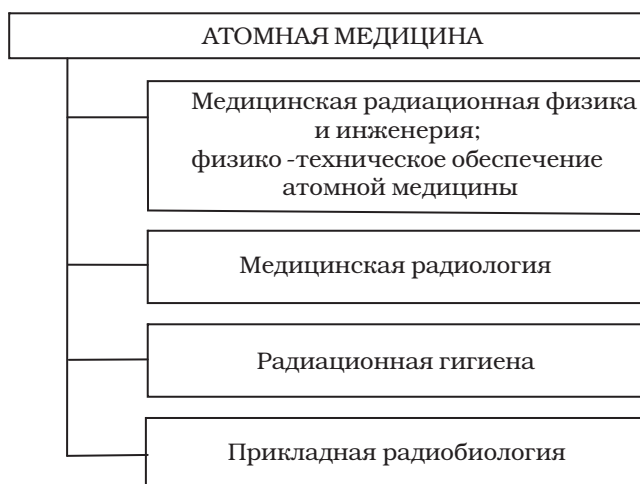 АТОМНАЯ МЕДИЦИНА
Медицинская радиационная физика
и инженерия;
физико -техническое обеспечение
атомной медицины
Медицинская радиология
Радиационная гигиена
Прикладная радиобиология